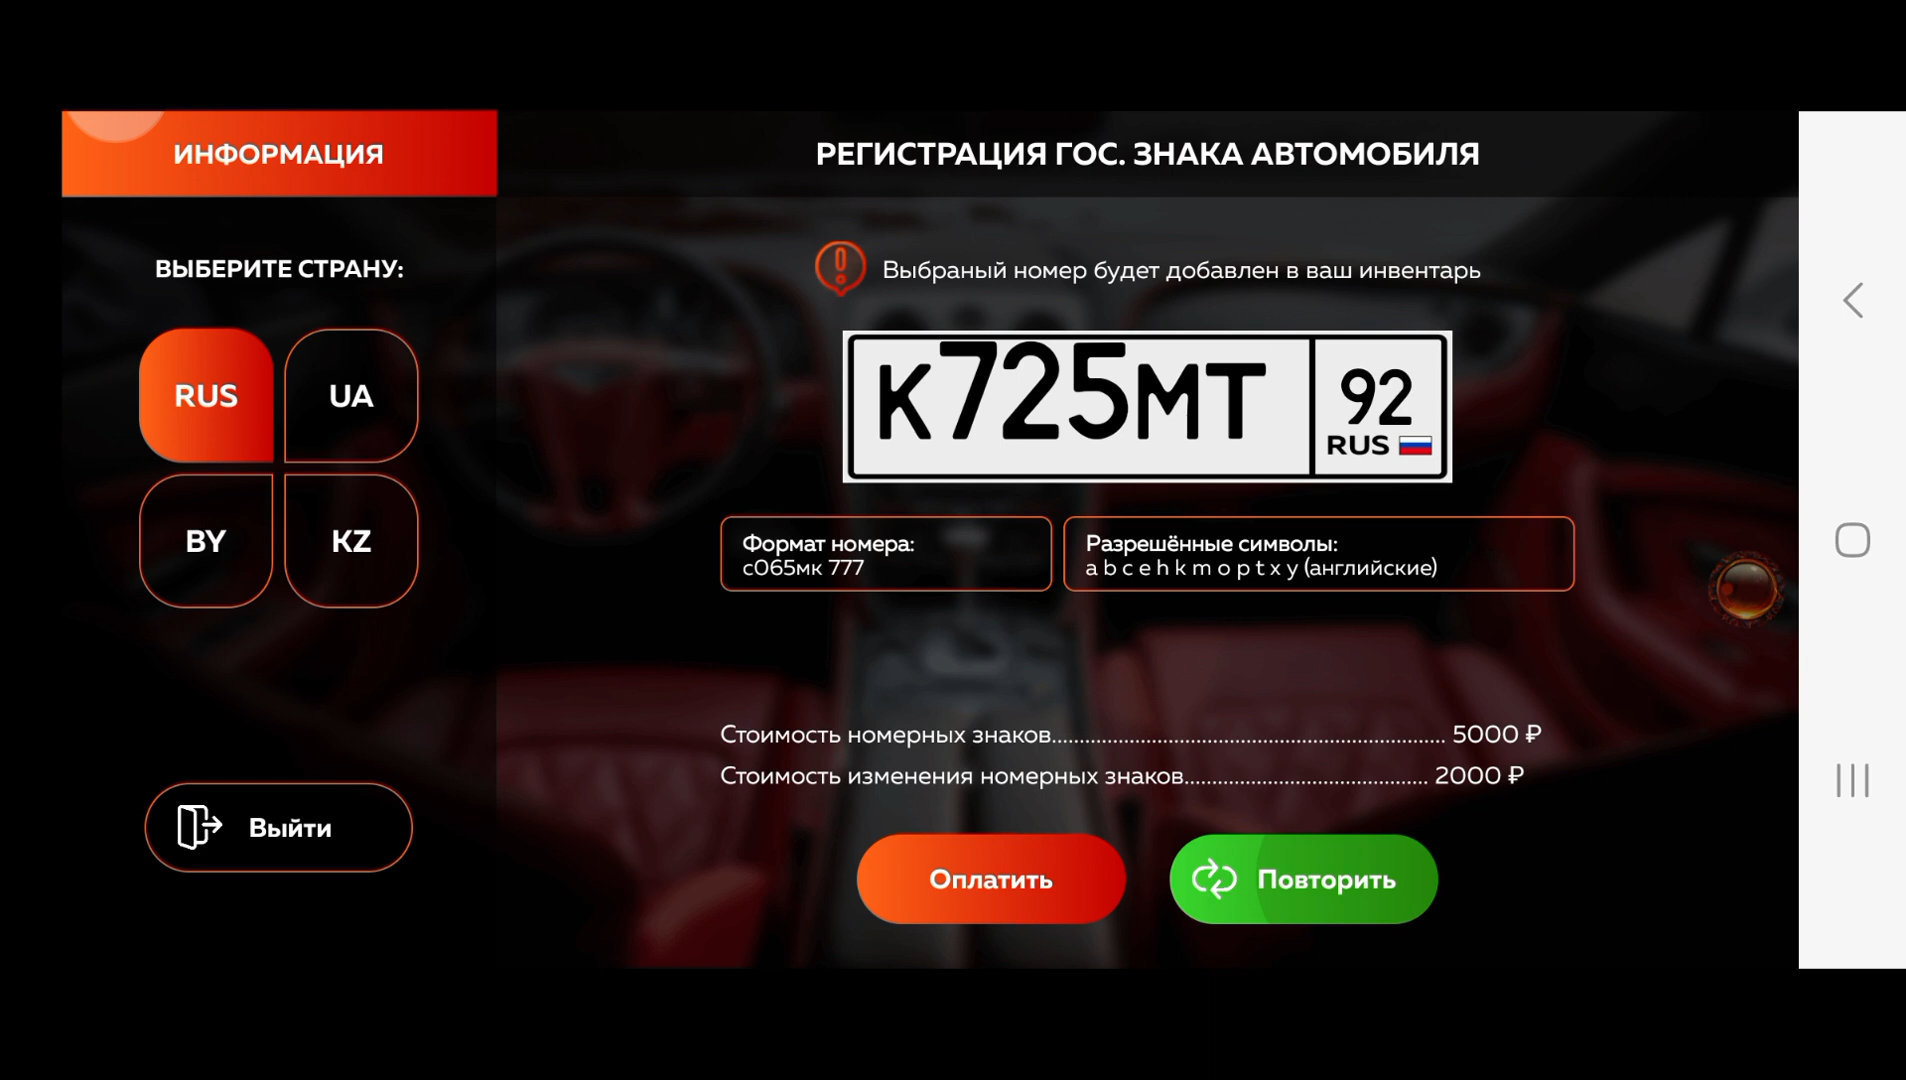 ИНФОРМАЦИЯ
РЕГИСТРАЦИЯ ГОС. ЗНАКА АВТОМОБИЛЯ
ВЫБЕРИТЕ СТРАНУ:
RUS
UA
BY
KZ
Выйти
Выбраный номер будет добавлен в ваш инвентарь
К725МТ
92
RUS
Формат номера:
с065мк 777
Разрешённые символы:
a b c e h k m o p t x y (английские)
Стоимость номерных знаков....................................................................... 5000 ₽
Стоимость изменения номерных знаков............................................ 2000 ₽
Оплатить
Повторить